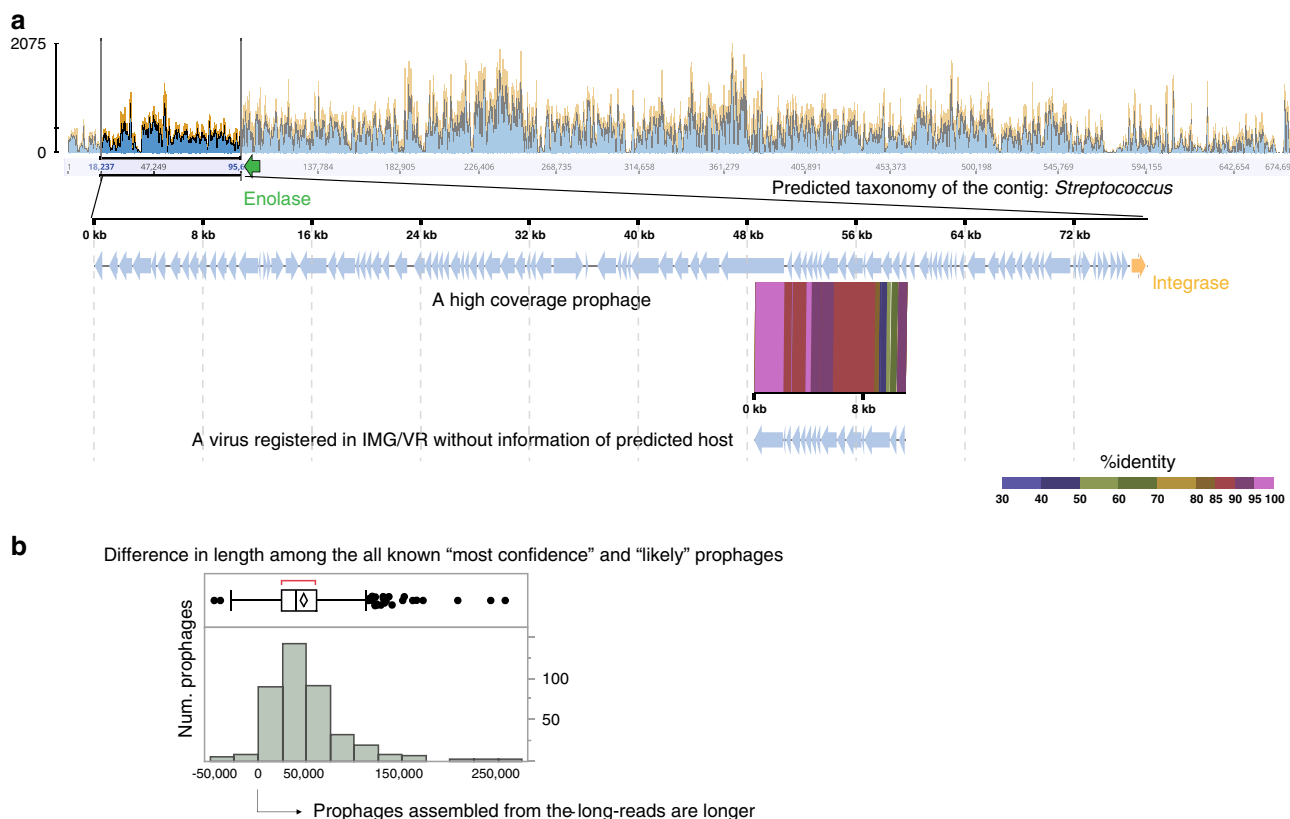 a
2075
0
1 18,237 47,249 95,6 137,784 182,905 226,406 268,735 314,658 361,279 405,891 453,373 500,198 545,769 594,155 642,654 674,69
Enolase
Predicted taxonomy of the contig: Streptococcus
0 kb 8 kb 16 kb 24 kb 32 kb 40 kb 48 kb 56 kb 64 kb 72 kb
Integrase
A high coverage prophage
0 kb 8 kb
A virus registered in IMG/VR without information of predicted host
%identity
30 40 50 60 70 80 85 90 95 100
b
Difference in length among the all known “most confidence” and “likely” prophages
Num. prophages
100
50
-50,000 0 50,000 150,000 250,000
Prophages assembled from the-long-reads are longer